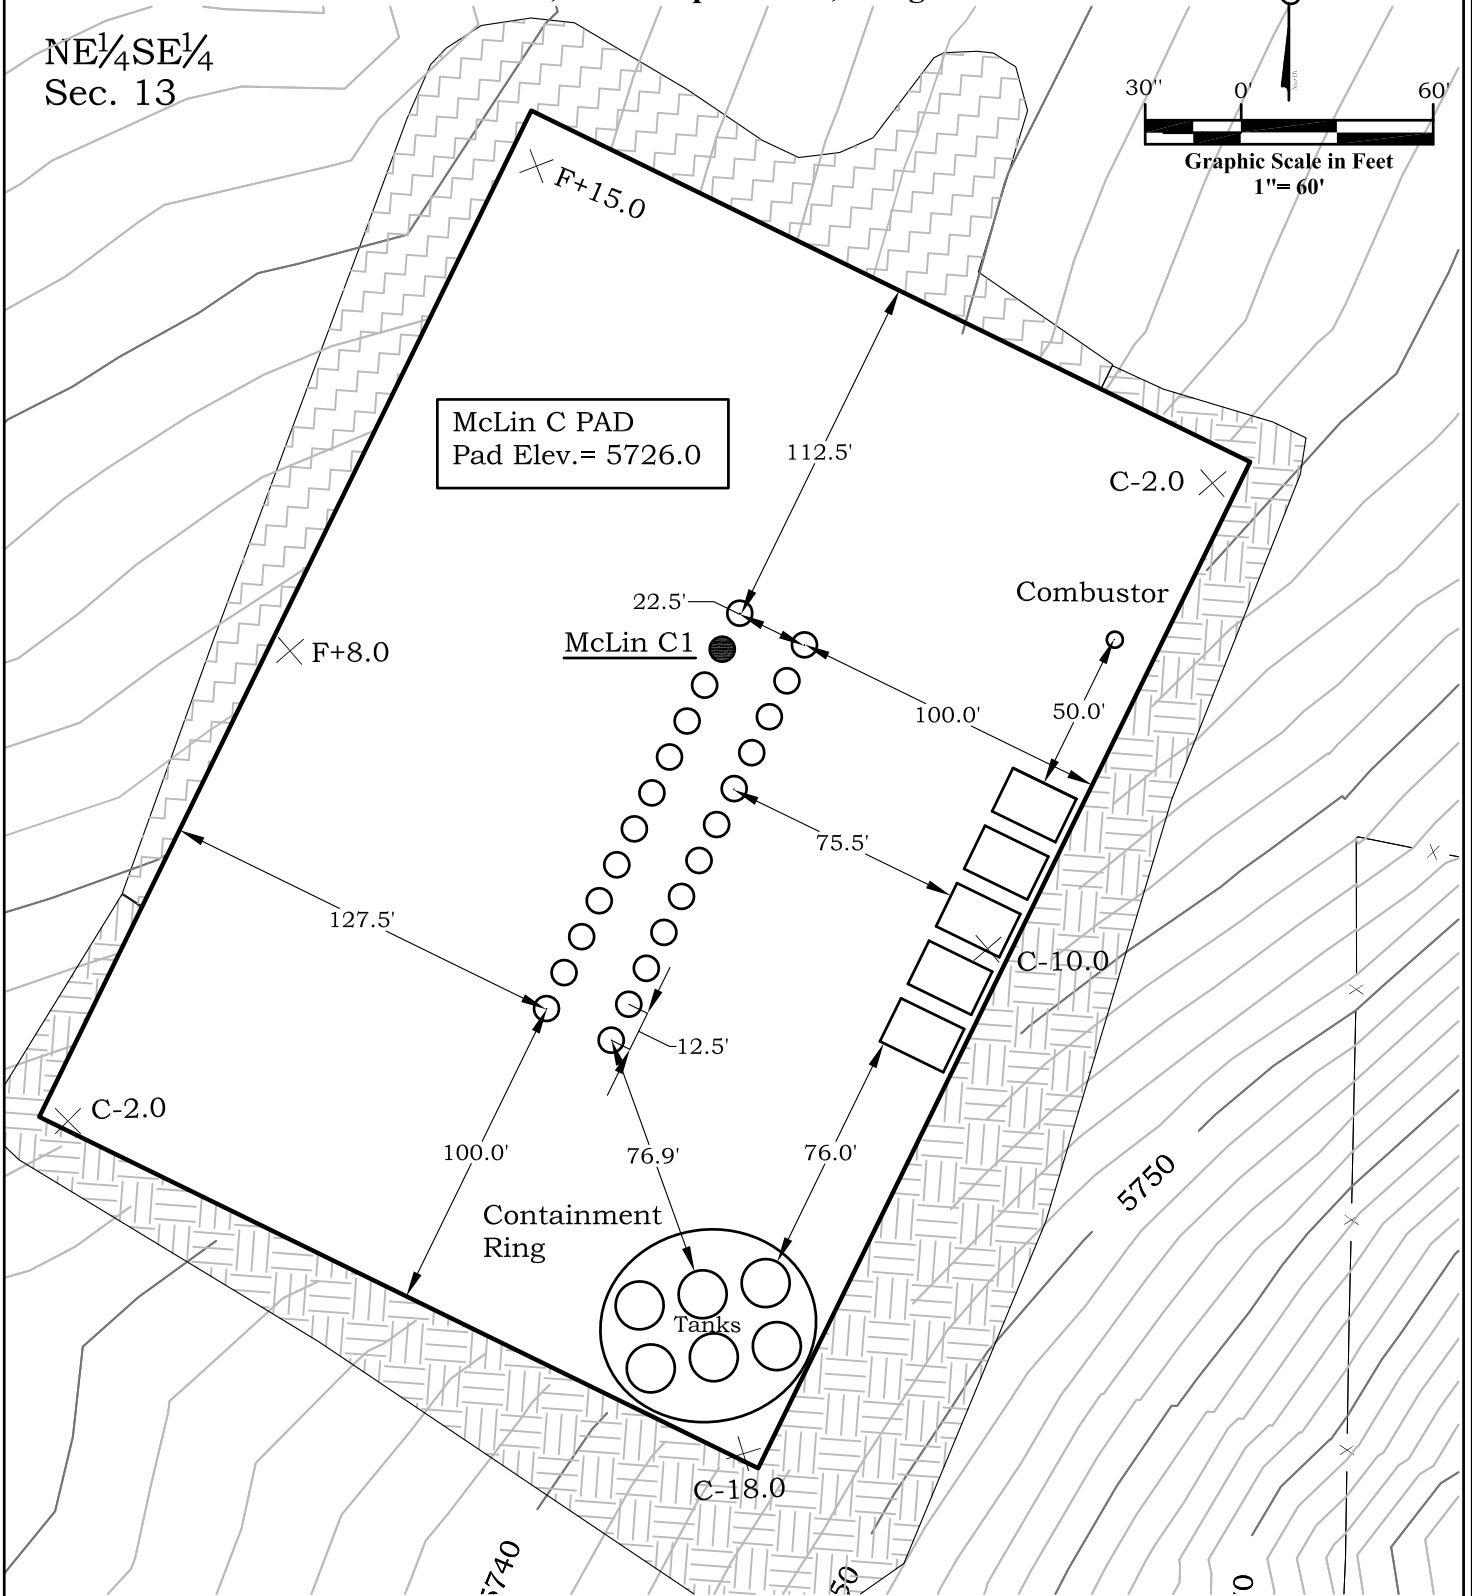 NE¼SE¼
Sec. 13
30" 0' 60'
North
Graphic Scale in Feet
1"= 60'
F+15.0
McLin C PAD
Pad Elev.= 5726.0
112.5'
C-2.0
Combustor
22.5'
McLin C1
F+8.0
100.0'
50.0'
75.5'
127.5'
C-10.0
12.5'
C-2.0
100.0'
76.9'
76.0'
5750
Containment
Ring
Tanks
C-18.0
5740